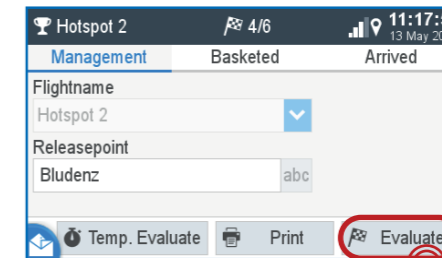 Hotspot 2 4/6 11:17:
13 May 20
Management Basketed Arrived
Flightname
Hotspot 2
Releasepoint
Bludenz abc
Temp. Evaluate Print Evaluate